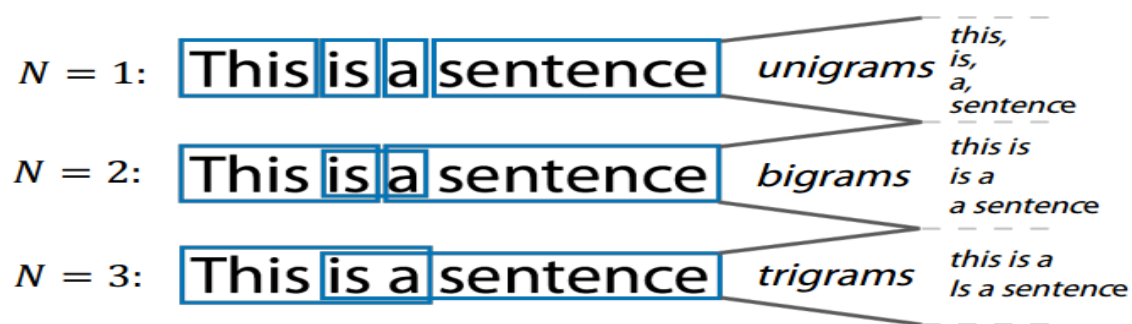 N = 1: This is a sentence unigrams this,
is,
a,
sentence
N = 2: This is a sentence bigrams this is
is a
a sentence
N = 3: This is a sentence trigrams this is a
Is a sentence